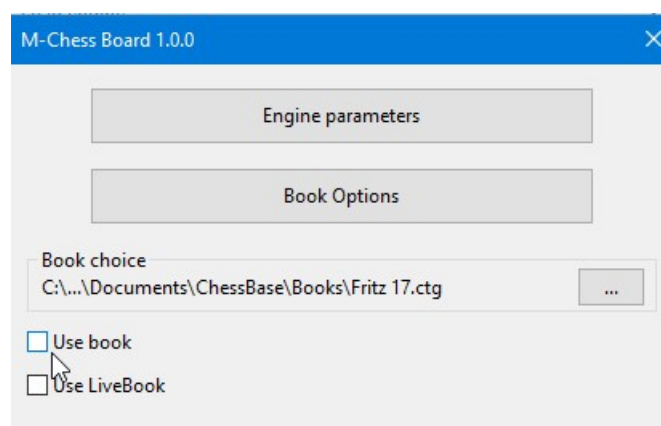 M-Chess Board 1.0.0
Engine parameters
Book Options
Book choice
C:\...\Documents\ChessBase\Books\Fritz 17.ctg
...
Use book
Use LiveBook